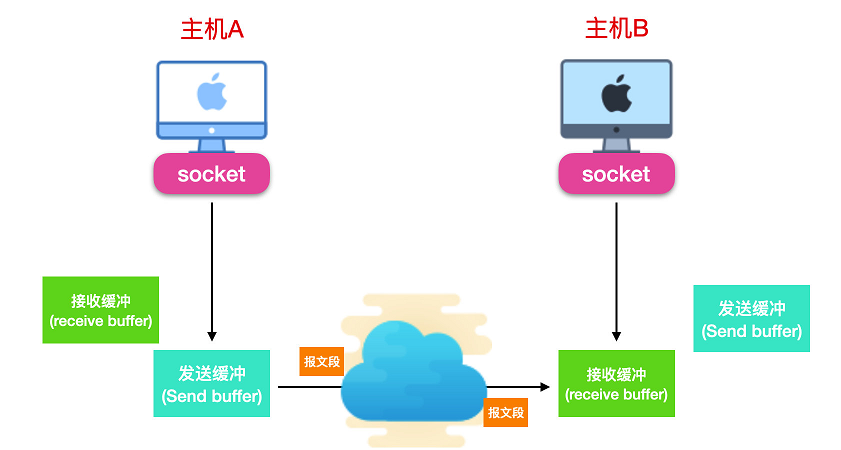 主机A
主机B
socket
socket
接收缓冲
(receive buffer)
发送缓冲
(Send buffer)
发送缓冲
(Send buffer)
报文段
接收缓冲
(receive buffer)
报文段